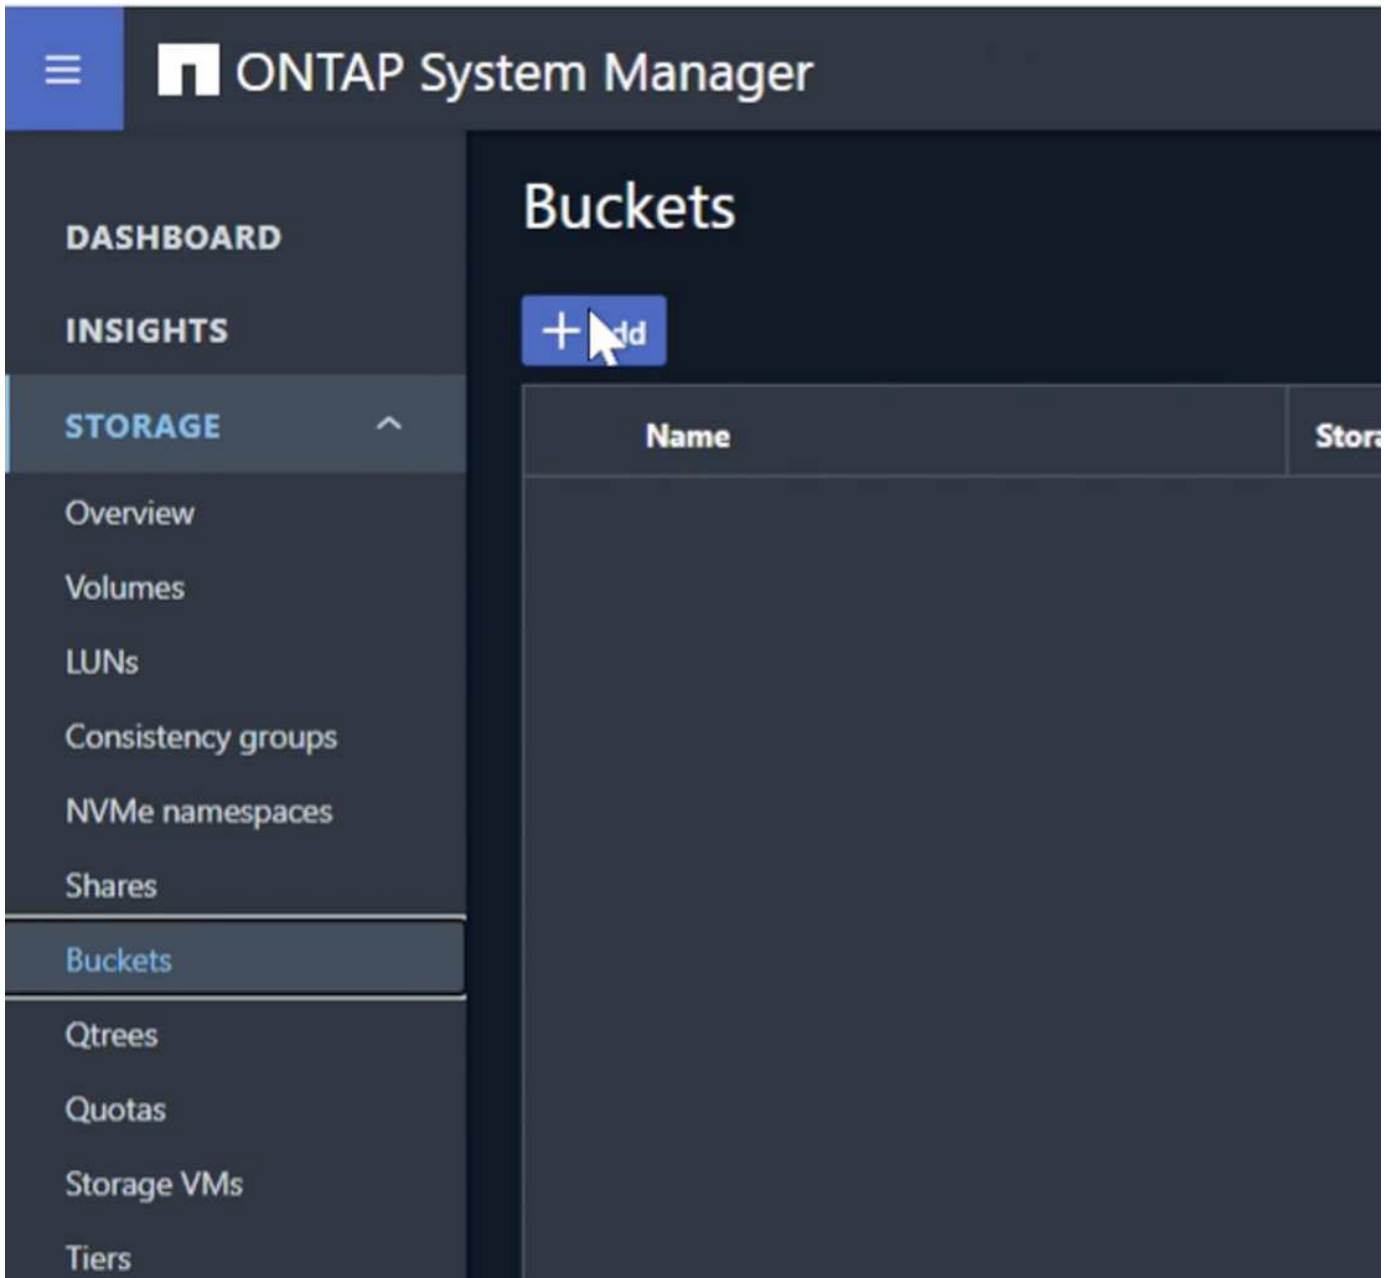 ONTAP System Manager
DASHBOARD
INSIGHTS
STORAGE
Overview
Volumes
LUNs
Consistency groups
NVMe namespaces
Shares
Buckets
Qtrees
Quotas
Storage VMs
Tiers
Buckets
+
Name